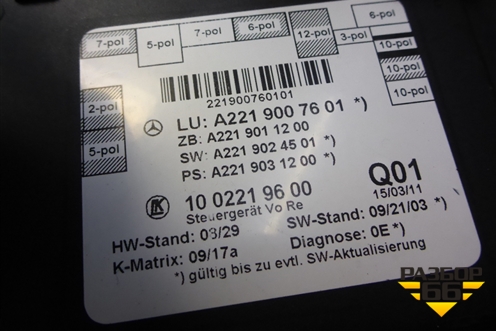 7-pol 5-pol 7-pol 6-pol 12-pol 3-pol 6-pol
10-pol
10-pol
10-pol
2-pol
5-pol
221900760101
LU: A221 900 76 01 *)
ZB: A221 901 12 00
SW: A221 902 45 01 *)
PS: A221 903 12 00 *)
LK 10 0221 96 00
Steuergerät Vo Re
Q01
15/03/11
HW-Stand: 08/29 SW-Stand: 09/21/03 *)
K-Matrix: 09/17a Diagnose: 0E *)
*) gültig bis zu evtl. SW-Aktualisierung
РАЗБОР
66